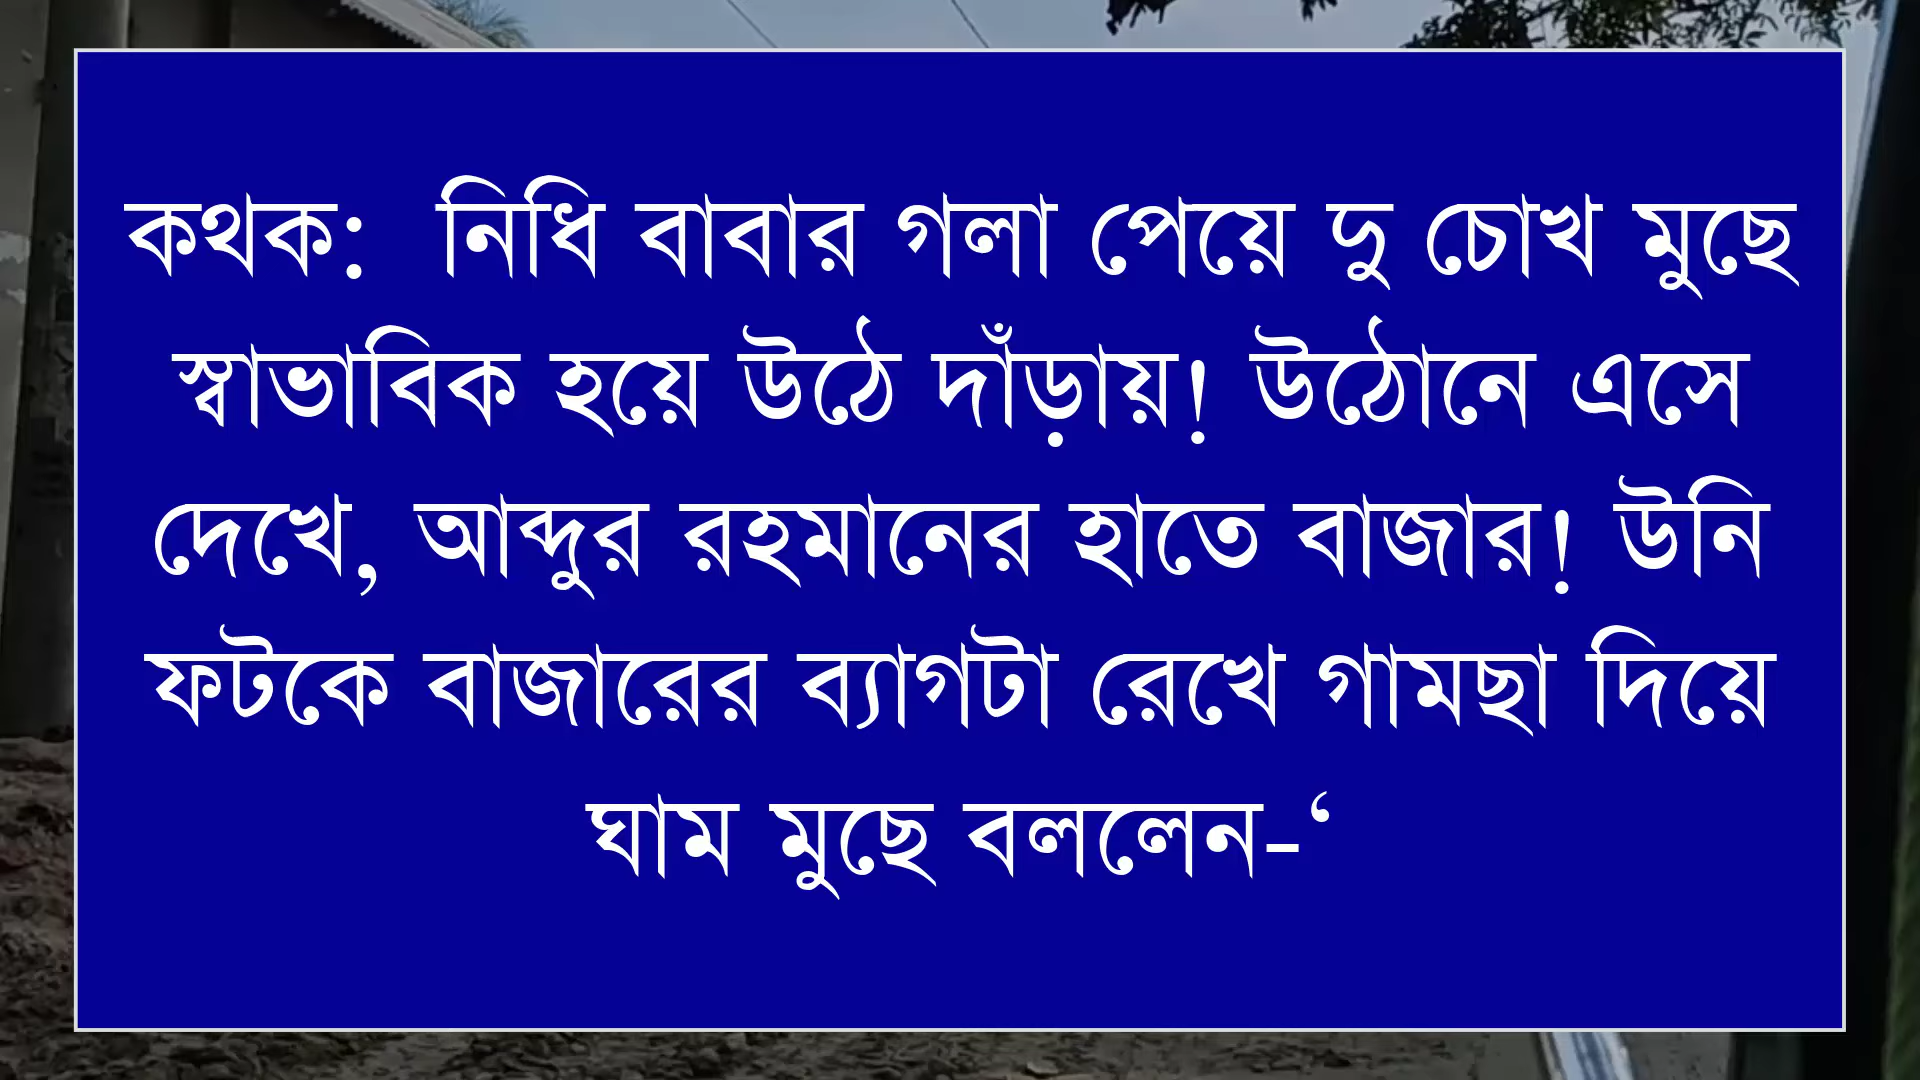 কথক:  নিধি বাবার গলা পেয়ে দু চোখ মুছে
স্বাভাবিক হয়ে উঠে দাঁড়ায়! উঠোনে এসে
দেখে, আব্দুর রহমানের হাতে বাজার! উনি
ফটকে বাজারের ব্যাগটা রেখে গামছা দিয়ে
ঘাম মুছে বললেন-‘